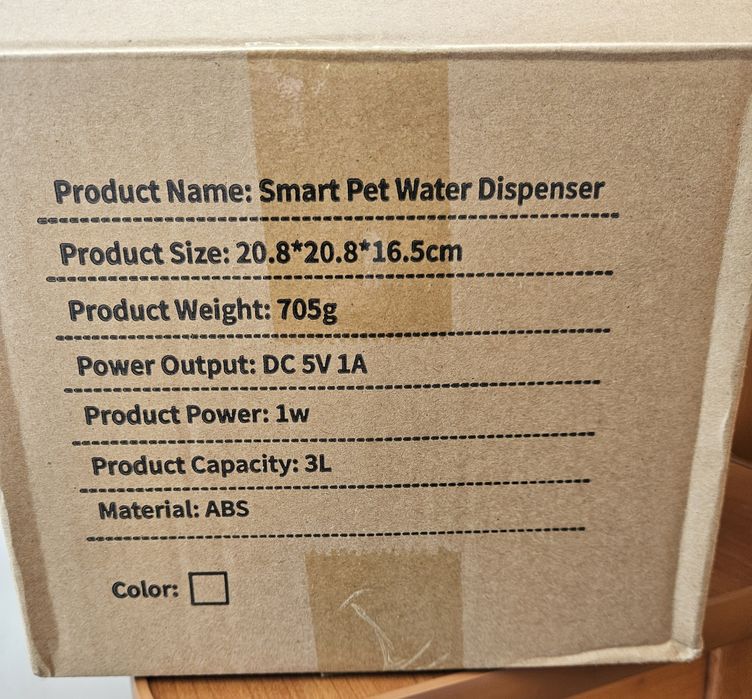 Product Name: Smart Pet Water Dispenser
Product Size: 20.8*20.8*16.5cm
Product Weight: 705g
Power Output: DC 5V 1A
Product Power: 1w
Product Capacity: 3L
Material: ABS
Color: